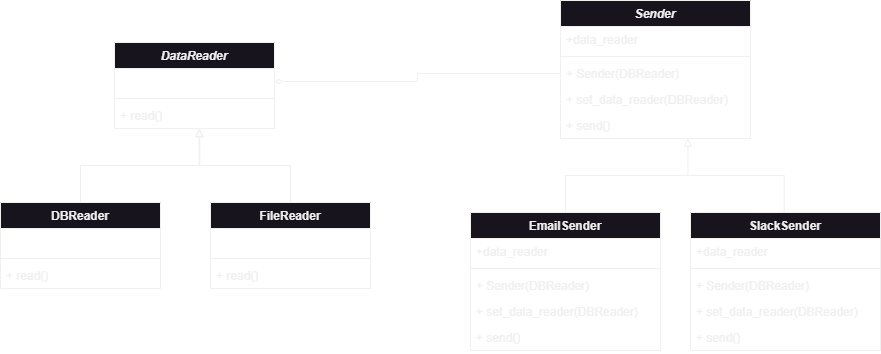 Sender
+data_reader
+ Sender(DBReader)
+ set_data_reader(DBReader)
+ send()
DataReader
+ read()
DBReader
+ read()
FileReader
+ read()
EmailSender
+data_reader
+ Sender(DBReader)
+ set_data_reader(DBReader)
+ send()
SlackSender
+data_reader
+ Sender(DBReader)
+ set_data_reader(DBReader)
+ send()